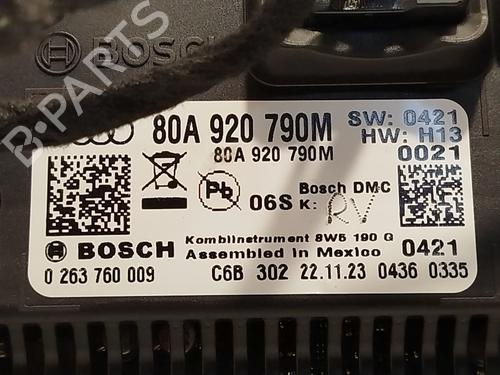 BOSCH
B-PARTS
80A 920 790M
SW: 0421
HW: H13
80A 920 790M
0021
Pb
06S
Bosch DMC
K: RV
BOSCH
Kombiinstrument 8W5 190 G
Assembled in Mexico
0421
0 263 760 009
C6B 302 22.11.23 0436 0335